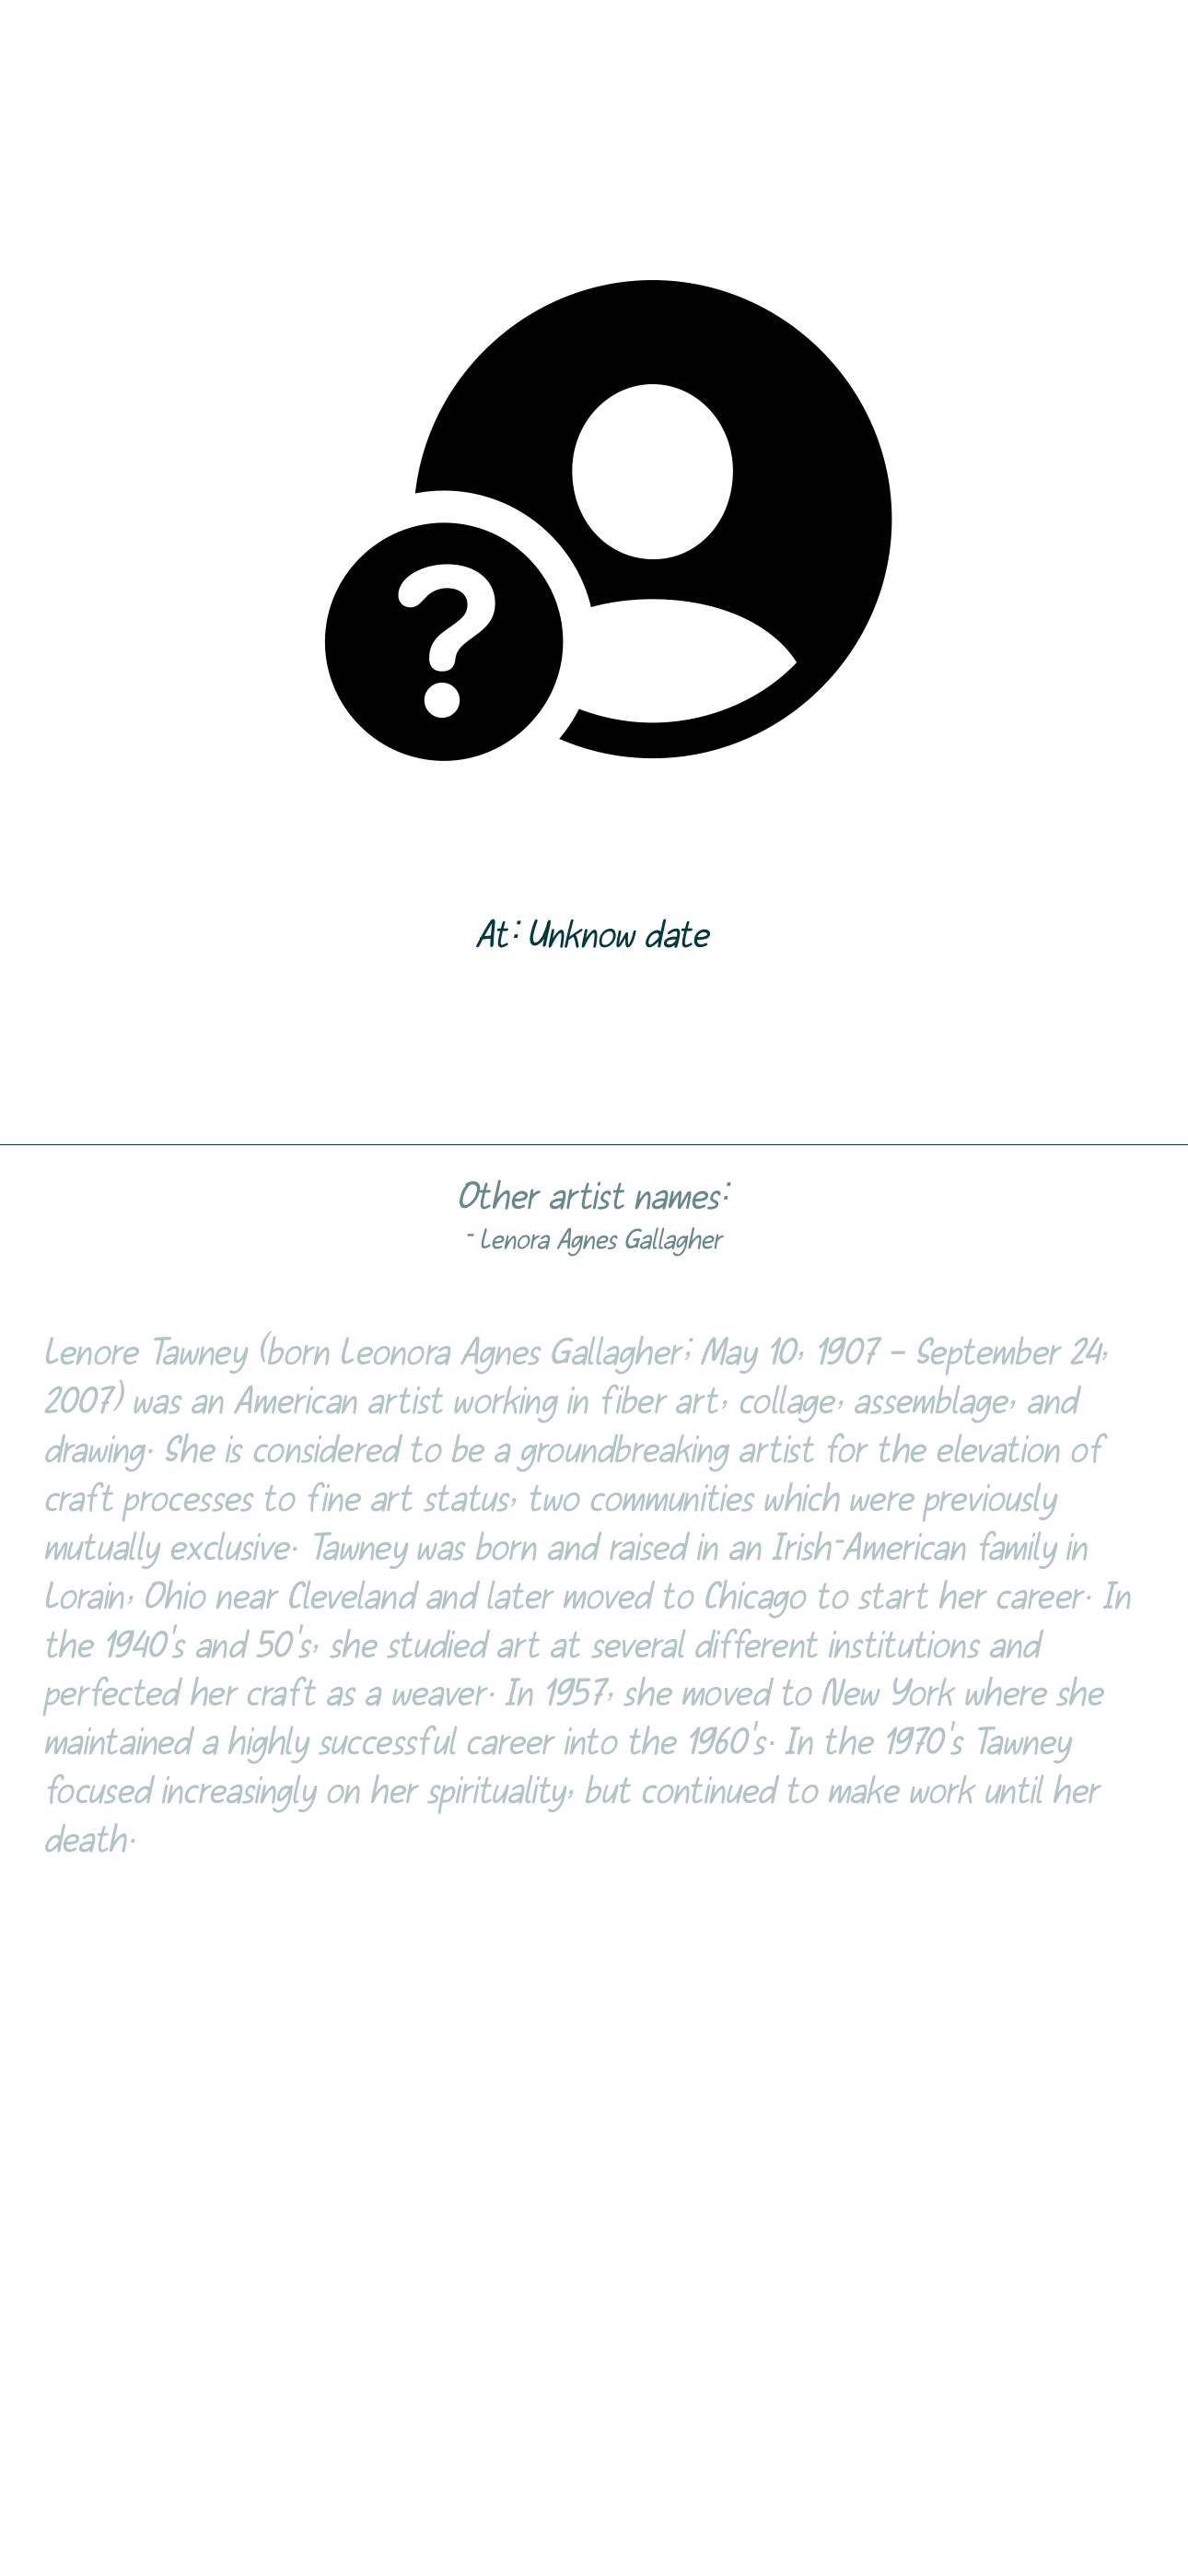 ?
At: Unknow date
Other artist names:
- Lenora Agnes Gallagher
Lenore Tawney (born Leonora Agnes Gallagher; May 10, 1907 – September 24,
2007) was an American artist working in fiber art, collage, assemblage, and
drawing. She is considered to be a groundbreaking artist for the elevation of
craft processes to fine art status, two communities which were previously
mutually exclusive. Tawney was born and raised in an Irish-American family in
Lorain, Ohio near Cleveland and later moved to Chicago to start her career. In
the 1940's and 50's, she studied art at several different institutions and
perfected her craft as a weaver. In 1957, she moved to New York where she
maintained a highly successful career into the 1960's. In the 1970's Tawney
focused increasingly on her spirituality, but continued to make work until her
death.